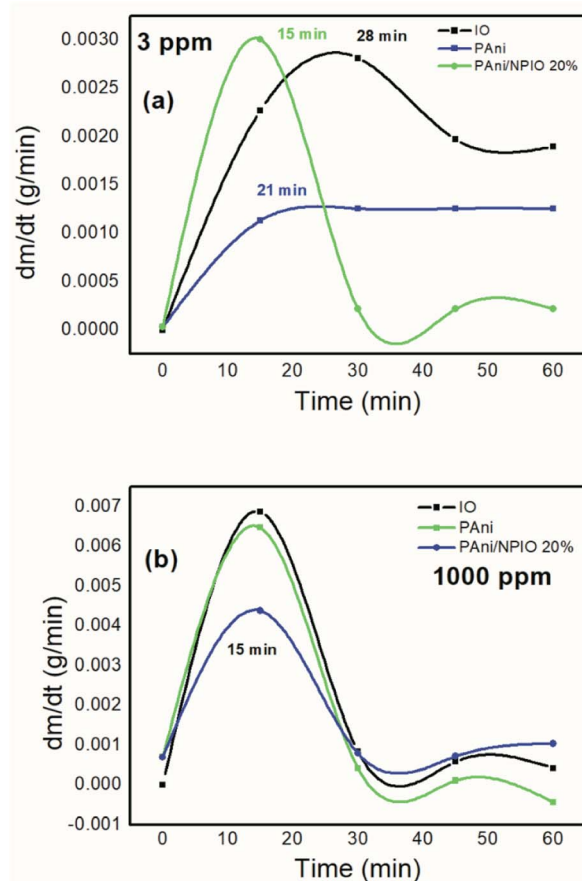 3 ppm
(a)
15 min
28 min
21 min
IO
PAni
PAni/NPIO 20%
0.0030
0.0025
0.0020
0.0015
0.0010
0.0005
0.0000
dm/dt (g/min)
0 10 20 30 40 50 60
Time (min)
(b)
IO
PAni
PAni/NPIO 20%
1000 ppm
15 min
0.007
0.006
0.005
0.004
0.003
0.002
0.001
0.000
-0.001
dm/dt (g/min)
0 10 20 30 40 50 60
Time (min)